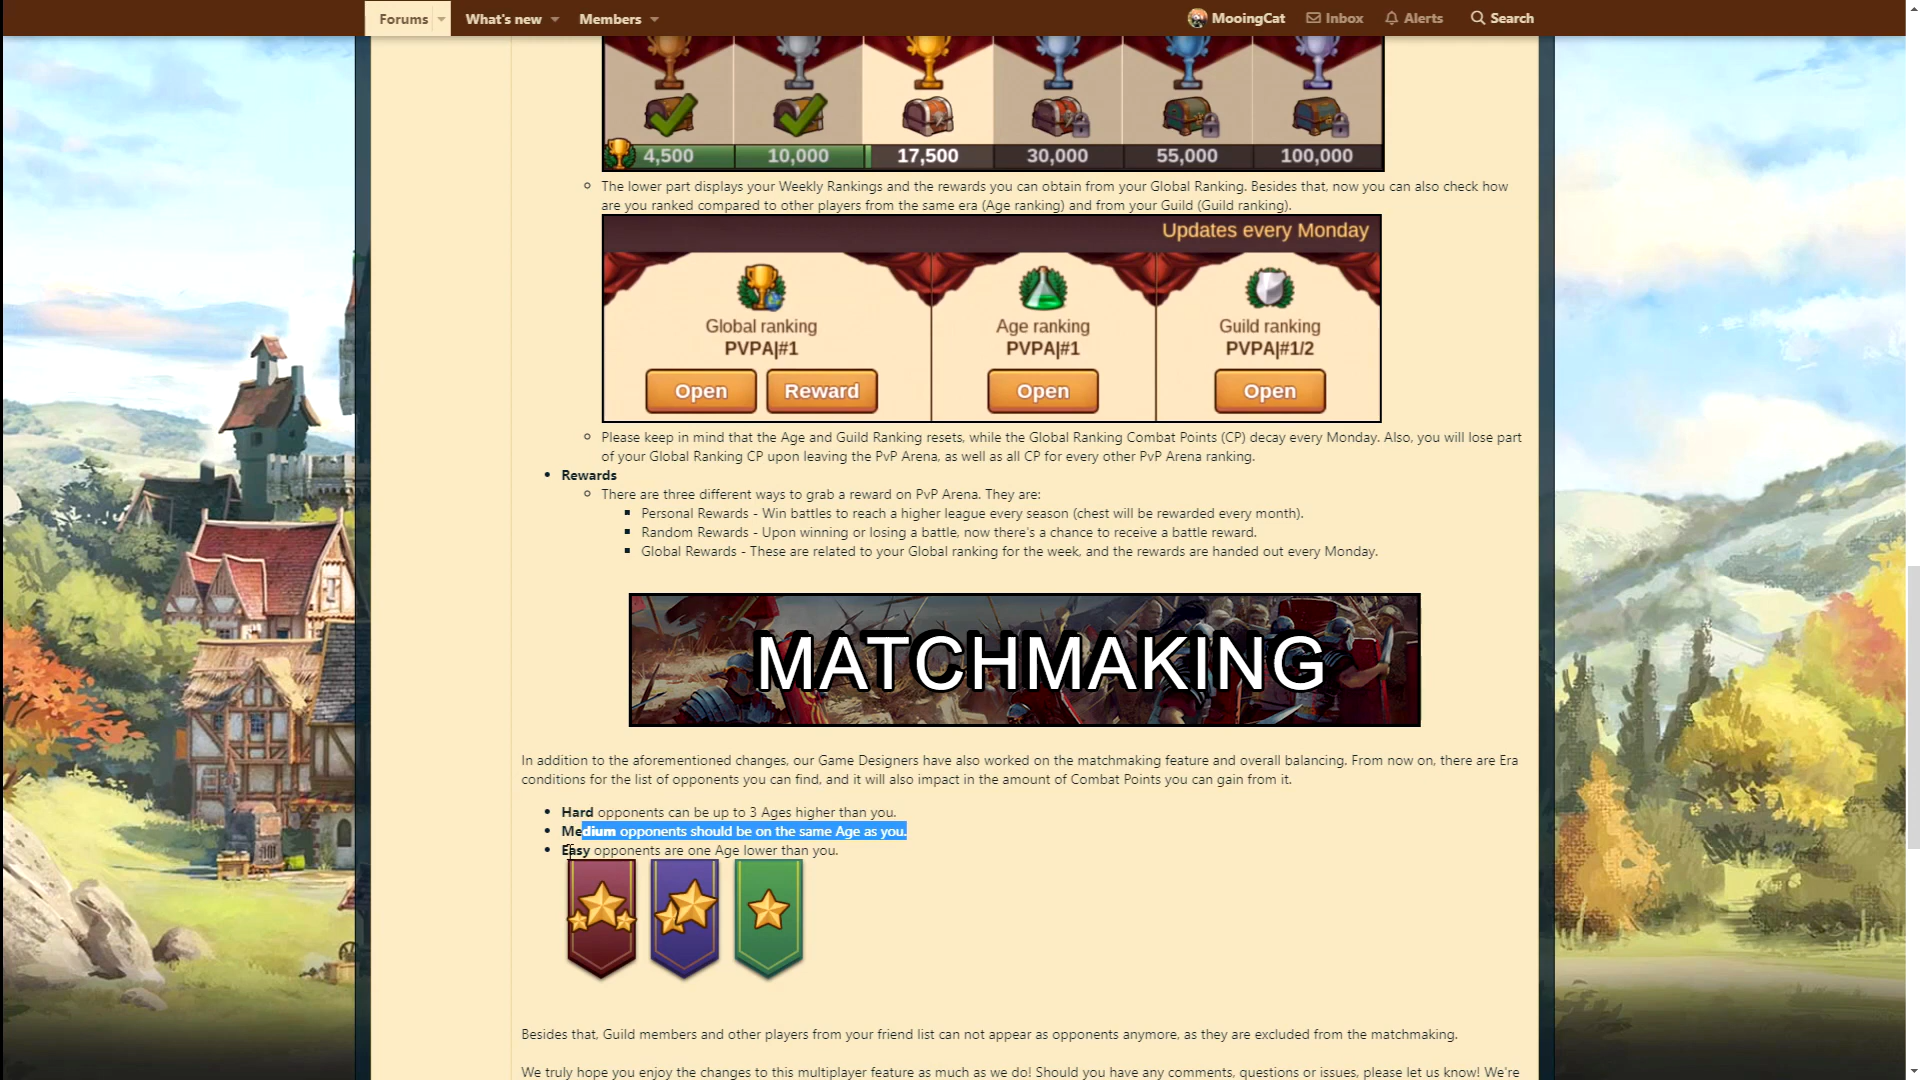 Forums What's new Members MooingCat Inbox Alerts Search
4,500 10,000 17,500 30,000 55,000 100,000
The lower part displays your Weekly Rankings and the rewards you can obtain from your Global Ranking. Besides that, now you can also check how
are you ranked compared to other players from the same era (Age ranking) and from your Guild (Guild ranking).
Updates every Monday
Global ranking Age ranking Guild ranking
PVPA|#1 PVPA|#1 PVPA|#1/2
Open Reward Open Open
Please keep in mind that the Age and Guild Ranking resets, while the Global Ranking Combat Points (CP) decay every Monday. Also, you will lose part
of your Global Ranking CP upon leaving the PvP Arena, as well as all CP for every other PvP Arena ranking.
Rewards
There are three different ways to grab a reward on PvP Arena. They are:
Personal Rewards - Win battles to reach a higher league every season (chest will be rewarded every month).
Random Rewards - Upon winning or losing a battle, now there's a chance to receive a battle reward.
Global Rewards - These are related to your Global ranking for the week, and the rewards are handed out every Monday.
MATCHMAKING
In addition to the aforementioned changes, our Game Designers have also worked on the matchmaking feature and overall balancing. From now on, there are Era
conditions for the list of opponents you can find, and it will also impact in the amount of Combat Points you can gain from it.
Hard opponents can be up to 3 Ages higher than you.
Medium opponents should be on the same Age as you.
Easy opponents are one Age lower than you.
Besides that, Guild members and other players from your friend list can not appear as opponents anymore, as they are excluded from the matchmaking.
We truly hope you enjoy the changes to this multiplayer feature as much as we do! Should you have any comments, questions or issues, please let us know! We're